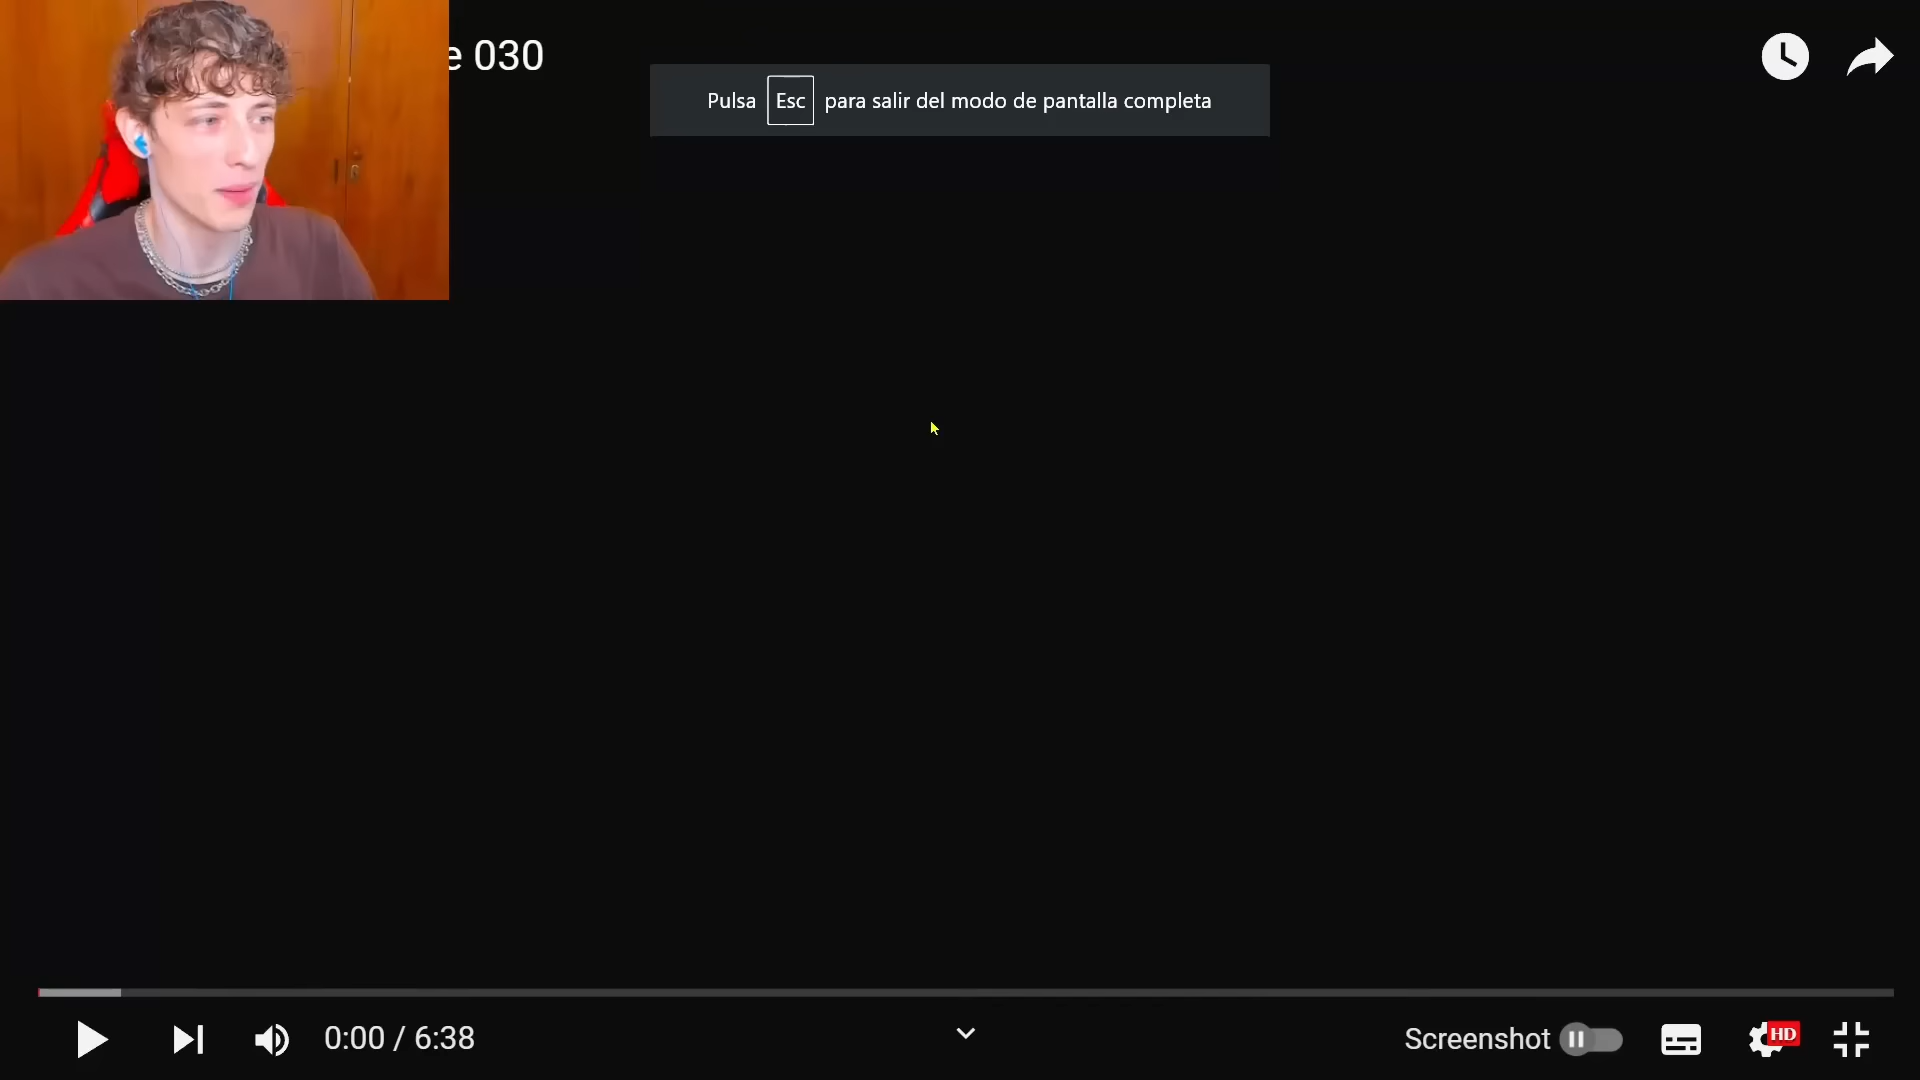 e 030
Pulsa Esc para salir del modo de pantalla completa
0:00 / 6:38
Screenshot
HD